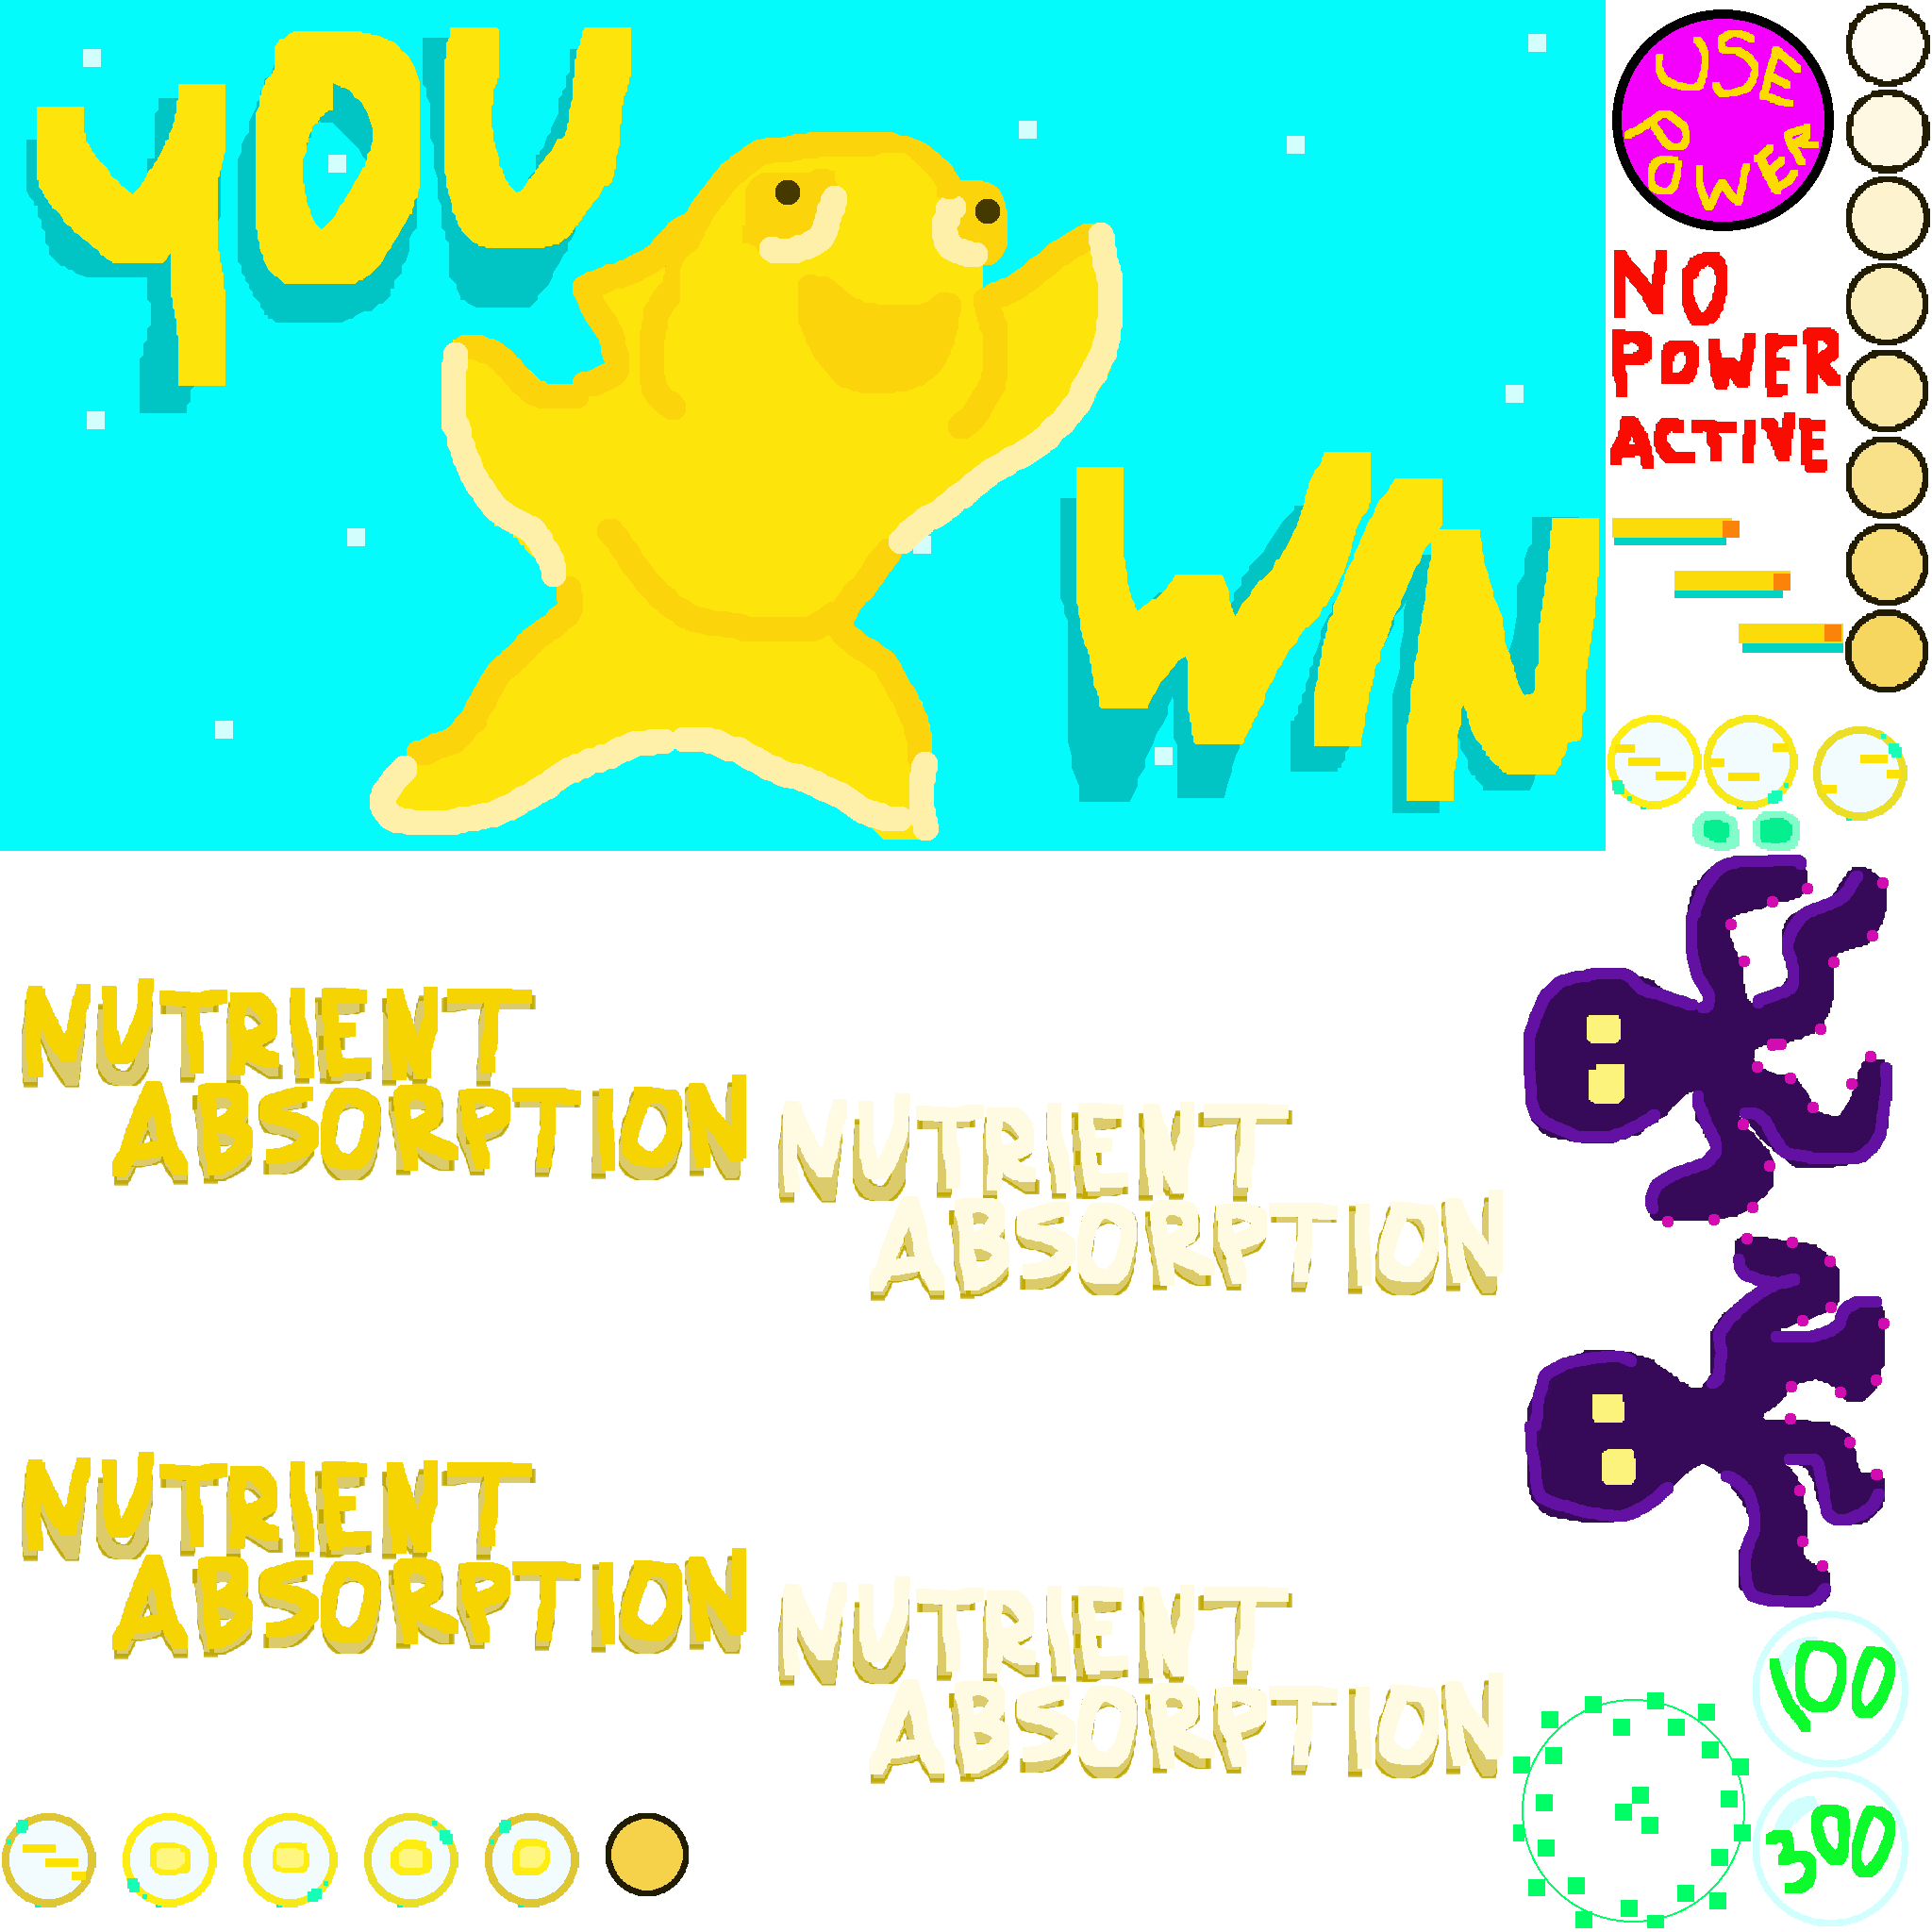 YOU
WIN
USE
POWER
NO
POWER
ACTIVE
NUTRIENT
ABSORPTION
NUTRIENT
ABSORPTION
NUTRIENT
ABSORPTION
NUTRIENT
ABSORPTION
100
300